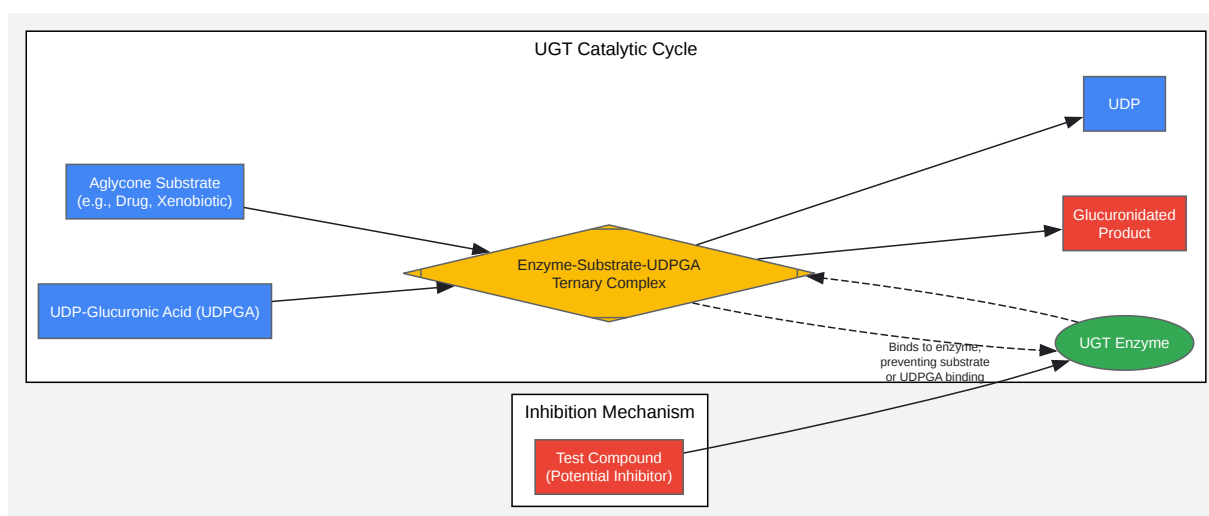 UGT Catalytic Cycle
UDP
Aglycone Substrate
(e.g., Drug, Xenobiotic)
Glucuronidated
Product
Enzyme-Substrate-UDPGA
Ternary Complex
UDP-Glucuronic Acid (UDPGA)
UGT Enzyme
Binds to enzyme,
preventing substrate
or UDPGA binding
Inhibition Mechanism
Test Compound
(Potential Inhibitor)